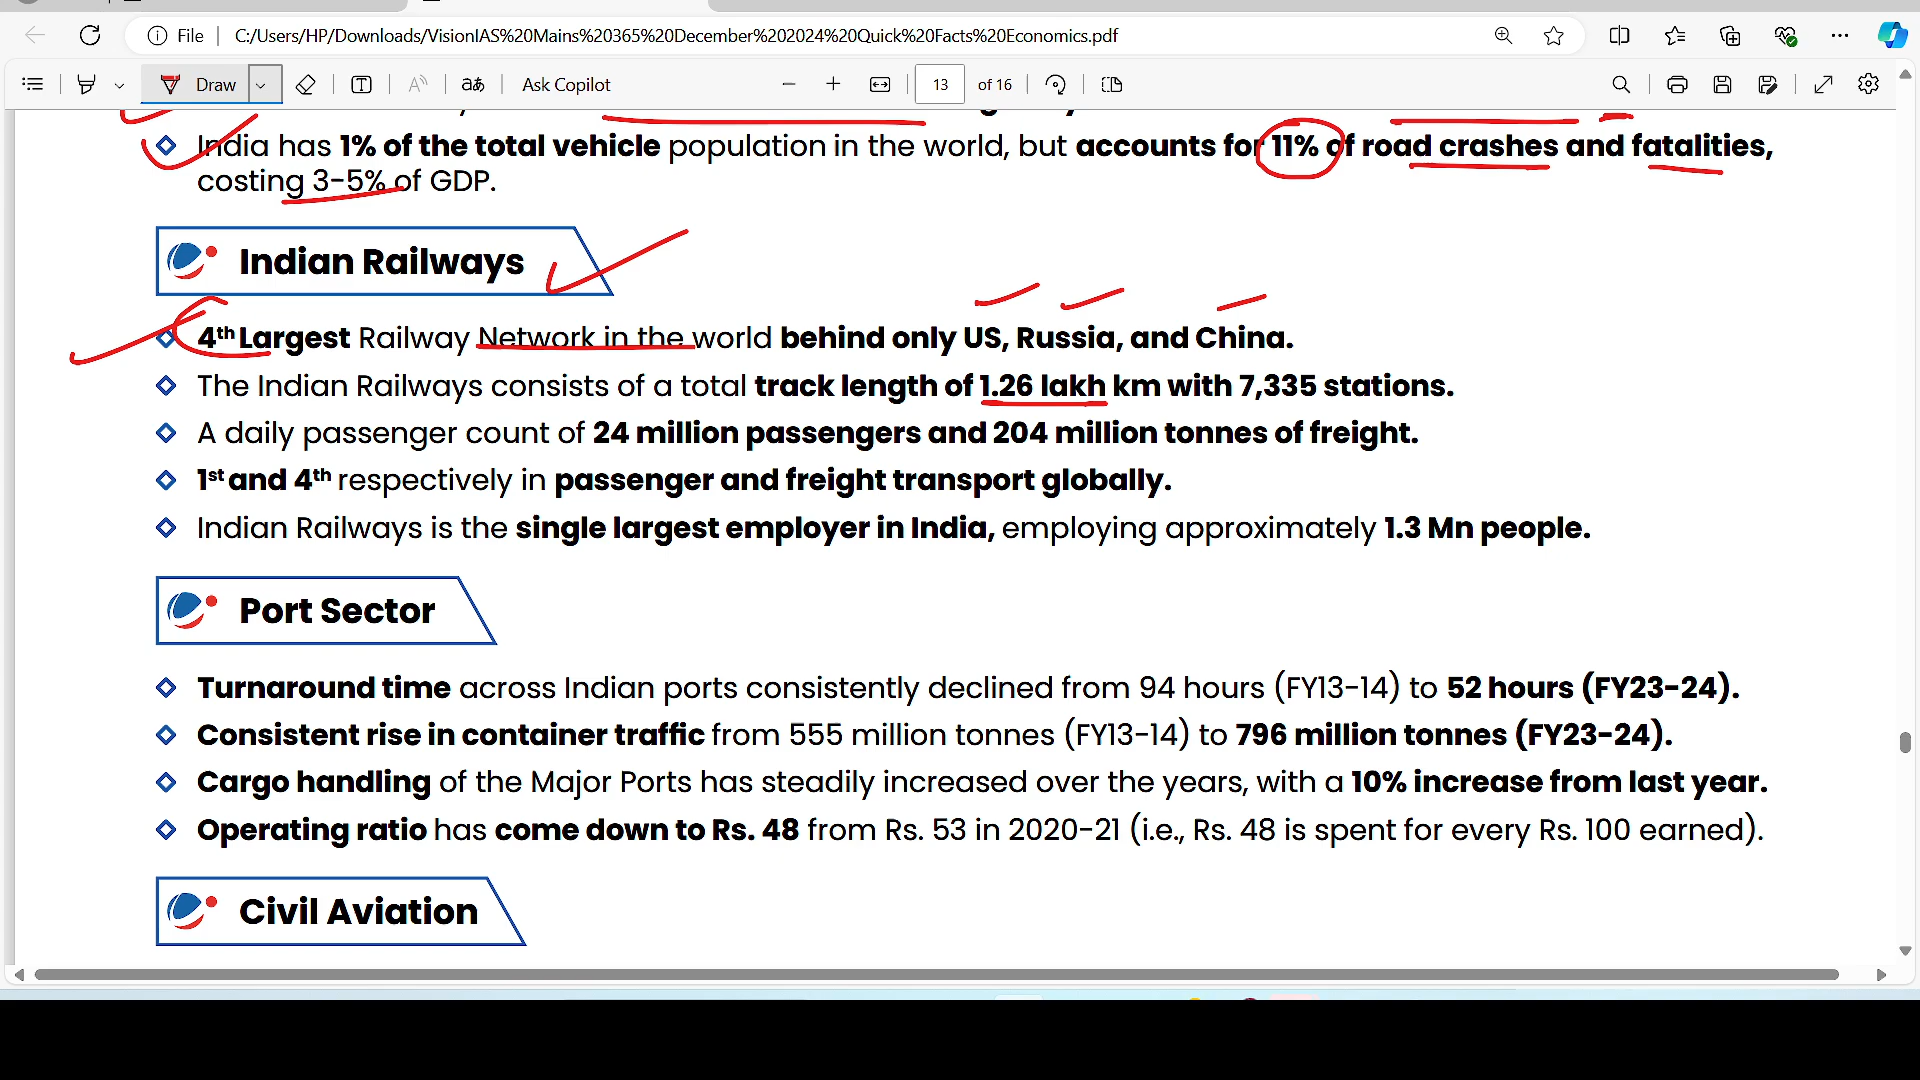 File
C:/Users/HP/Downloads/VisionIAS%20Mains%20365%20December%202024%20Quick%20Facts%20Economics.pdf
Draw
Ask Copilot
13 of 16
India has 1% of the total vehicle population in the world, but accounts for 11% of road crashes and fatalities,
costing 3-5% of GDP.
Indian Railways
4th Largest Railway Network in the world behind only US, Russia, and China.
The Indian Railways consists of a total track length of 1.26 lakh km with 7,335 stations.
A daily passenger count of 24 million passengers and 204 million tonnes of freight.
1st and 4th respectively in passenger and freight transport globally.
Indian Railways is the single largest employer in India, employing approximately 1.3 Mn people.
Port Sector
Turnaround time across Indian ports consistently declined from 94 hours (FY13-14) to 52 hours (FY23-24).
Consistent rise in container traffic from 555 million tonnes (FY13-14) to 796 million tonnes (FY23-24).
Cargo handling of the Major Ports has steadily increased over the years, with a 10% increase from last year.
Operating ratio has come down to Rs. 48 from Rs. 53 in 2020-21 (i.e., Rs. 48 is spent for every Rs. 100 earned).
Civil Aviation